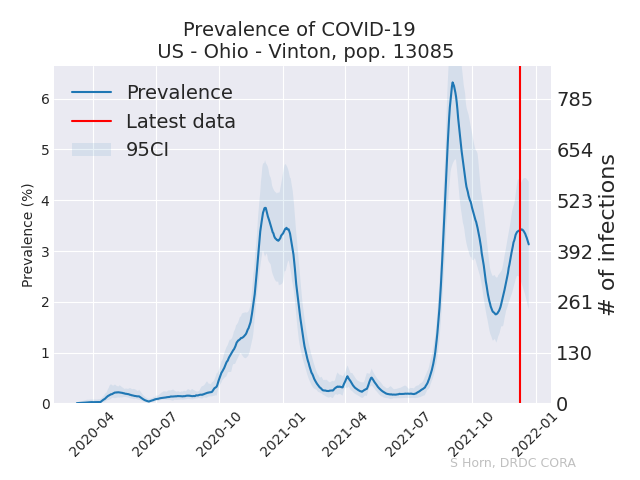 Prevalence of COVID-19
US - Ohio - Vinton, pop. 13085
Prevalence
Latest data
95CI
Prevalence (%)
6
5
4
3
2
1
0
785
654
523
392
261
130
0
# of infections
2020-04
2020-07
2020-10
2021-01
2021-04
2021-07
2021-10
2022-01
S Horn, DRDC CORA